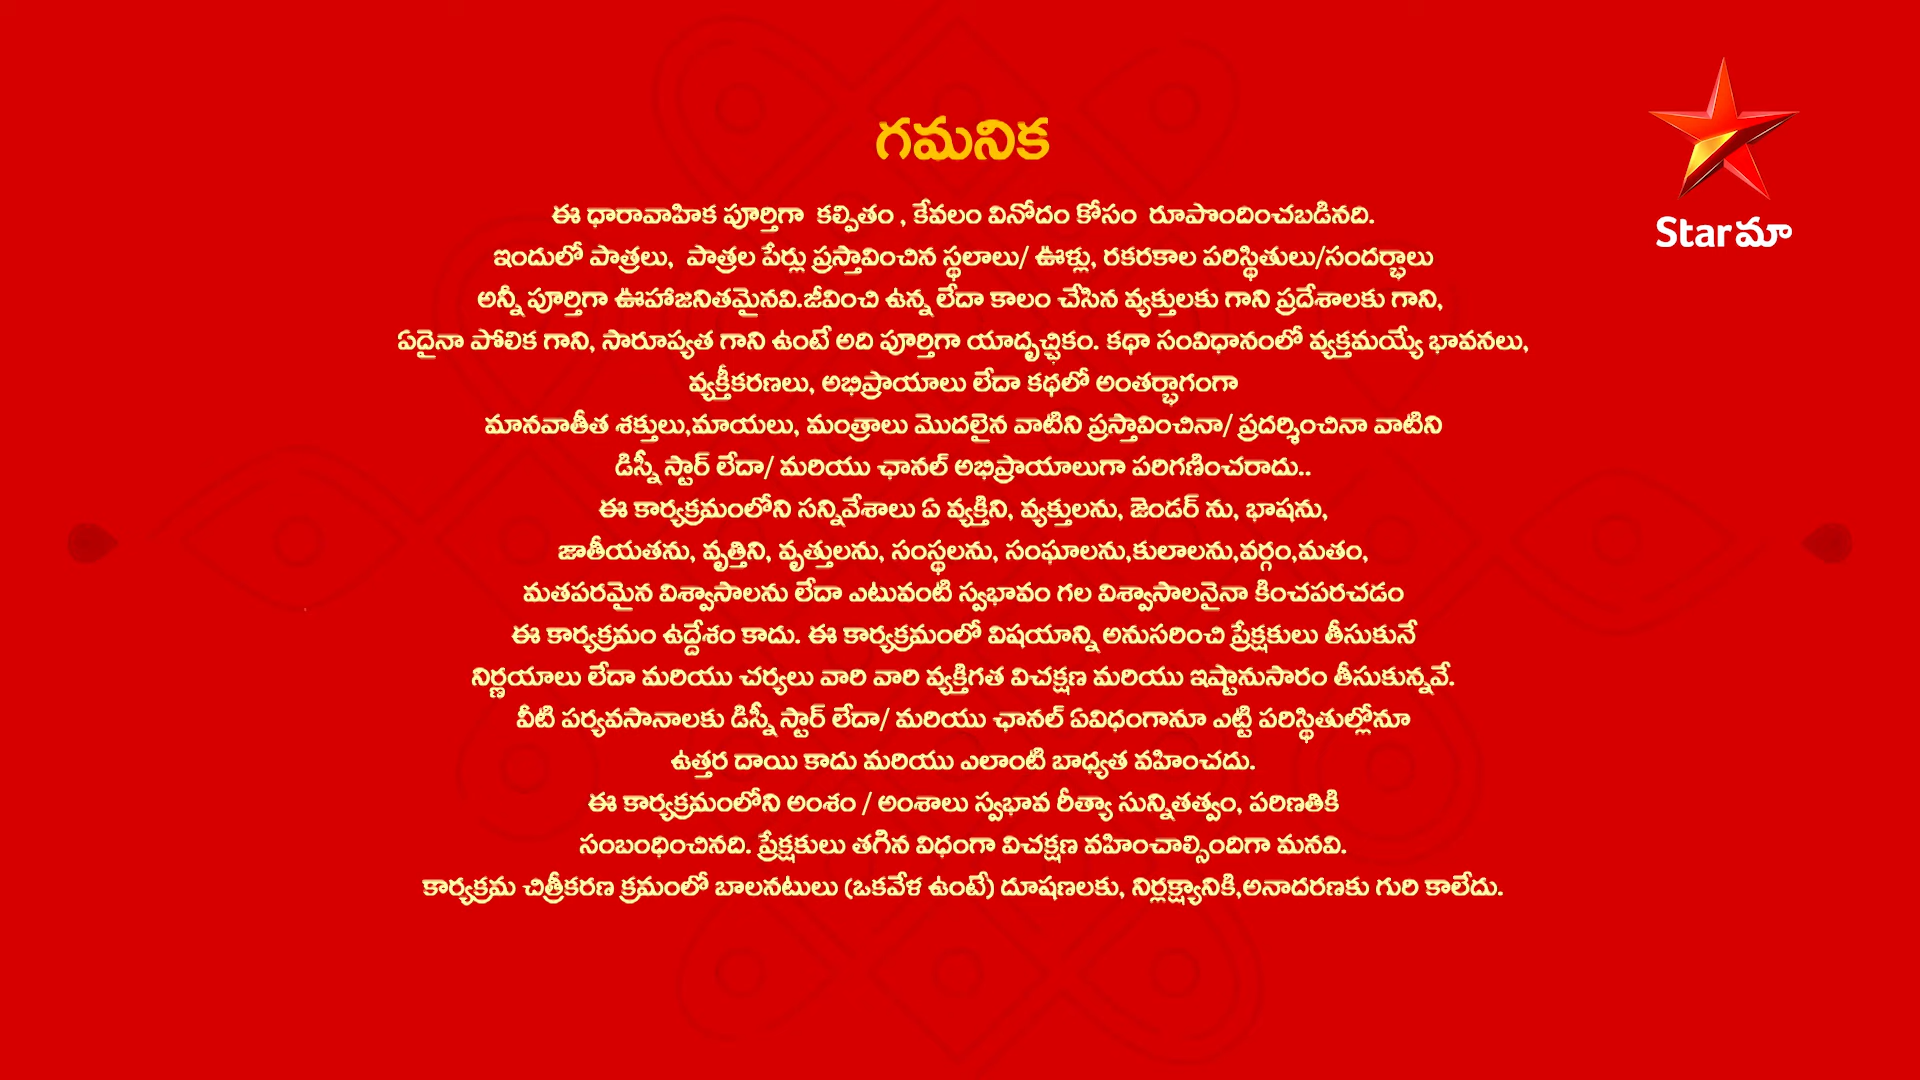 గమనిక
Starమా
ఈ ధారావాహిక పూర్తిగా కల్పితం , కేవలం వినోదం కోసం రూపొందించబడినది.
ఇందులో పాత్రలు, పాత్రల పేర్లు ప్రస్తావించిన స్థలాలు/ ఊళ్లు, రకరకాల పరిస్థితులు/సందర్భాలు
అన్నీ పూర్తిగా ఊహాజనితమైనవి.జీవించి ఉన్న లేదా కాలం చేసిన వ్యక్తులకు గాని ప్రదేశాలకు గాని,
ఏదైనా పోలిక గాని, సారూప్యత గాని ఉంటే అది పూర్తిగా యాదృచ్ఛికం. కథా సంవిధానంలో వ్యక్తమయ్యే భావనలు,
వ్యక్తీకరణలు, అభిప్రాయాలు లేదా కథలో అంతర్భాగంగా
మానవాతీత శక్తులు,మాయలు, మంత్రాలు మొదలైన వాటిని ప్రస్తావించినా/ ప్రదర్శించినా వాటిని
డిస్నీ స్టార్ లేదా/ మరియు ఛానల్ అభిప్రాయాలుగా పరిగణించరాదు..
ఈ కార్యక్రమంలోని సన్నివేశాలు ఏ వ్యక్తిని, వ్యక్తులను, జెండర్ ను, భాషను,
జాతీయతను, వృత్తిని, వృత్తులను, సంస్థలను, సంఘాలను,కులాలను,వర్గం,మతం,
మతపరమైన విశ్వాసాలను లేదా ఎటువంటి స్వభావం గల విశ్వాసాలనైనా కించపరచడం
ఈ కార్యక్రమం ఉద్దేశం కాదు. ఈ కార్యక్రమంలో విషయాన్ని అనుసరించి ప్రేక్షకులు తీసుకునే
నిర్ణయాలు లేదా మరియు చర్యలు వారి వారి వ్యక్తిగత విచక్షణ మరియు ఇష్టానుసారం తీసుకున్నవే.
వీటి పర్యవసానాలకు డిస్నీ స్టార్ లేదా/ మరియు ఛానల్ ఏవిధంగానూ ఎట్టి పరిస్థితుల్లోనూ
ఉత్తర దాయి కాదు మరియు ఎలాంటి బాధ్యత వహించదు.
ఈ కార్యక్రమంలోని అంశం / అంశాలు స్వభావ రీత్యా సున్నితత్వం, పరిణతికి
సంబంధించినది. ప్రేక్షకులు తగిన విధంగా విచక్షణ వహించాల్సిందిగా మనవి.
కార్యక్రమ చిత్రీకరణ క్రమంలో బాలనటులు (ఒకవేళ ఉంటే) దూషణలకు, నిర్లక్ష్యానికి,అనాదరణకు గురి కాలేదు.